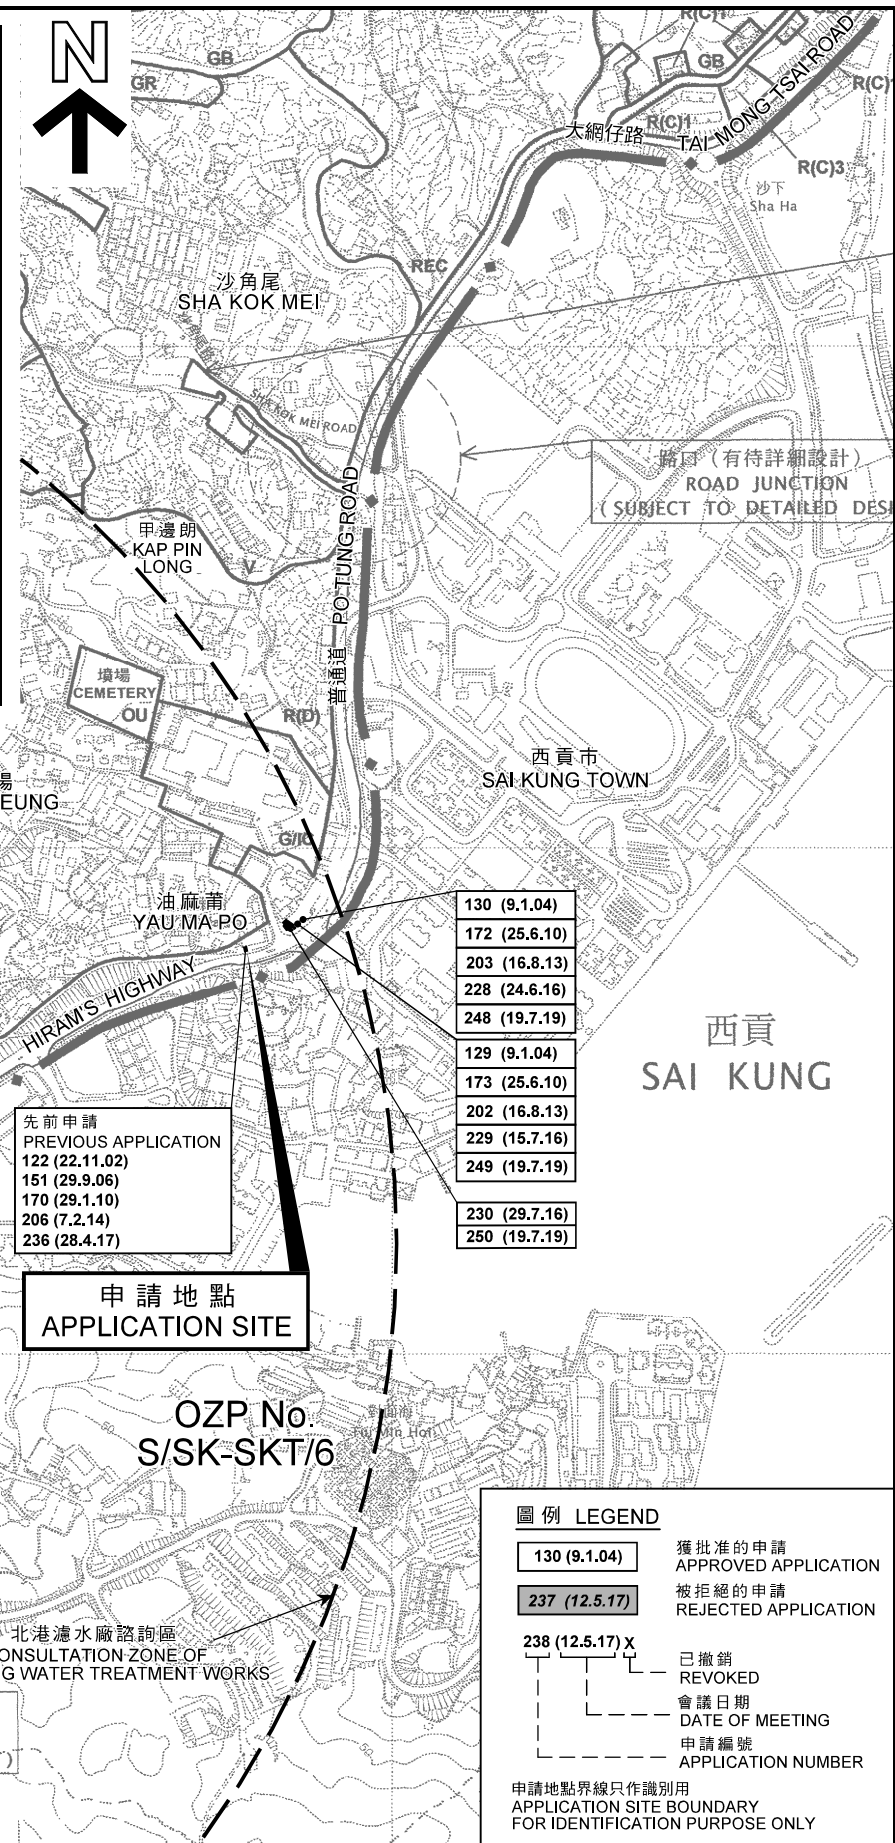 N
GB
GR
R(C)1
GB
R(C)1
R(C)3
大網仔路
TAI MONG TSAI ROAD
沙下
Sha Ha
REC
沙角尾
SHA KOK MEI
SHA KOK MEI ROAD
路口（有待詳細設計）
ROAD JUNCTION
( SUBJECT TO DETAILED
甲邊朗
KAP PIN
LONG
V
普通道 PO TUNG ROAD
墳場
CEMETERY
OU
R(D)
西貢市
SAI KUNG TOWN
場
EUNG
G/IC
油麻莆
YAU MA PO
HIRAM'S HIGHWAY
130 (9.1.04)
172 (25.6.10)
203 (16.8.13)
228 (24.6.16)
248 (19.7.19)
129 (9.1.04)
173 (25.6.10)
202 (16.8.13)
229 (15.7.16)
249 (19.7.19)
230 (29.7.16)
250 (19.7.19)
西貢
SAI KUNG
先前申請
PREVIOUS APPLICATION
122 (22.11.02)
151 (29.9.06)
170 (29.1.10)
206 (7.2.14)
236 (28.4.17)
申請地點
APPLICATION SITE
OZP No.
S/SK-SKT/6
北港濾水廠諮詢區
ONSULTATION ZONE OF
G WATER TREATMENT WORKS
50
圖例 LEGEND
130 (9.1.04)
獲批准的申請
APPROVED APPLICATION
237 (12.5.17)
被拒絕的申請
REJECTED APPLICATION
238 (12.5.17) X
已撤銷
REVOKED
會議日期
DATE OF MEETING
申請編號
APPLICATION NUMBER
申請地點界線只作識別用
APPLICATION SITE BOUNDARY
FOR IDENTIFICATION PURPOSE ONLY